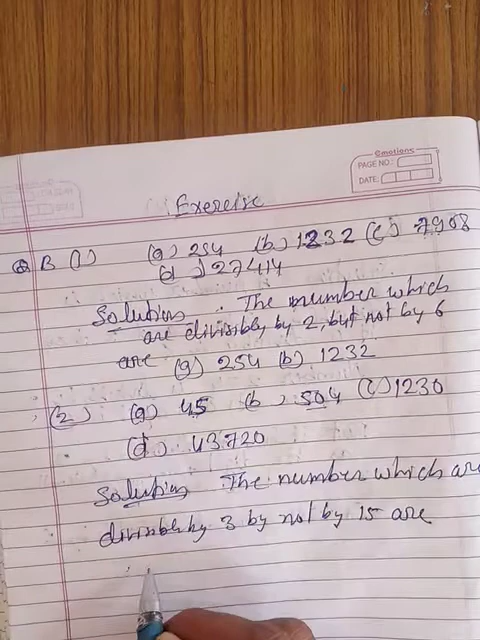 Emotions
PAGE NO.:
DATE:
Exercise
B (1) (a) 254 (b) 1232 (c) 7908
(d) 27414
Solution The number which
are divisible by 2, but not by 6
are (a) 254 (b) 1232
(2) (a) 45 (b) 504 (c) 1230
(d) 43720
Solution The number which are
divisible by 3 by not by 15 are